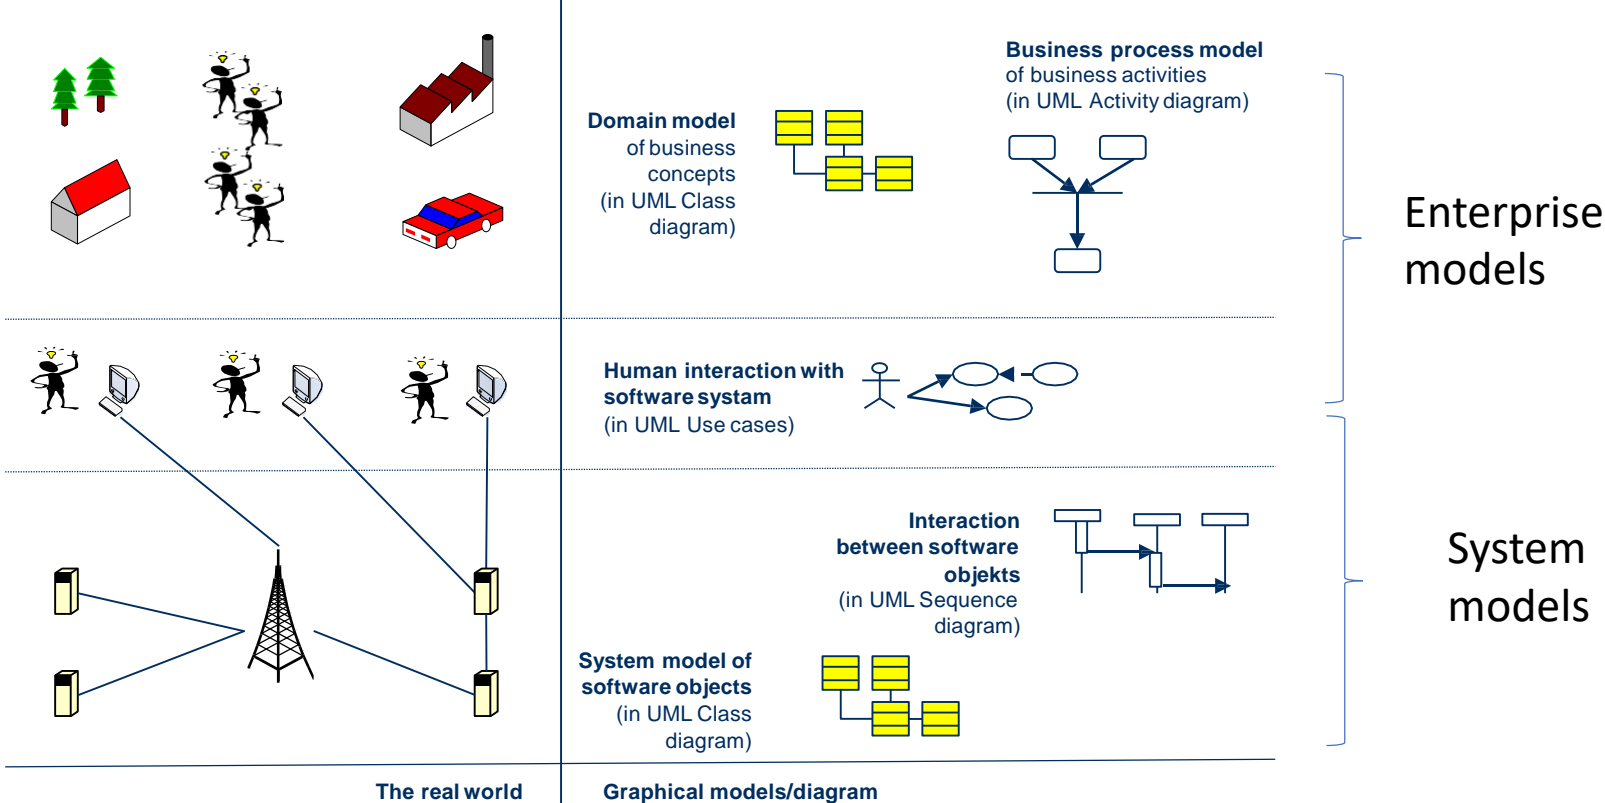 Business process model
of business activities
(in UML Activity diagram)
Domain model
of business
concepts
(in UML Class
diagram)
Enterprise
models
Human interaction with
software systam
(in UML Use cases)
Interaction
between software
objekts
(in UML Sequence
diagram)
System
models
System model of
software objects
(in UML Class
diagram)
The real world
Graphical models/diagram